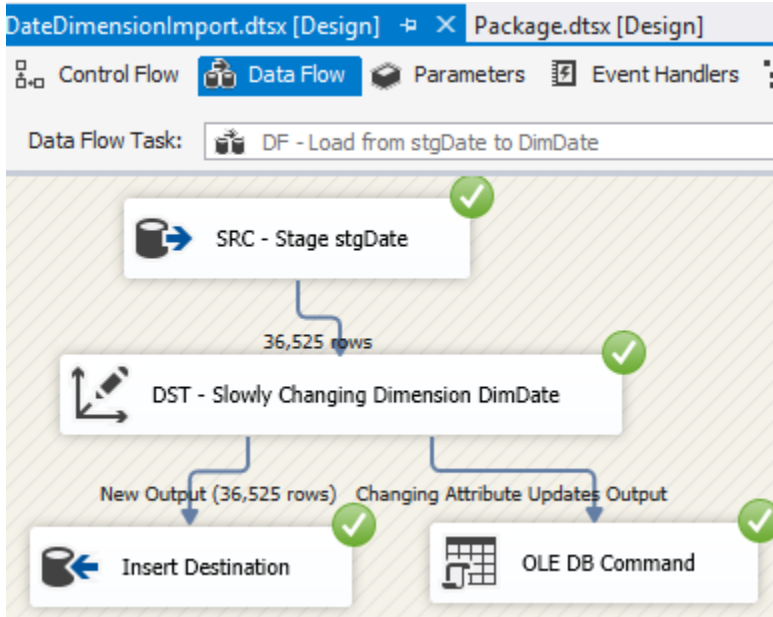 DateDimensionImport.dtsx [Design] Package.dtsx [Design]
Control Flow Data Flow Parameters Event Handlers
Data Flow Task: DF - Load from stgDate to DimDate
SRC - Stage stgDate
36,525 rows
DST - Slowly Changing Dimension DimDate
New Output (36,525 rows) Changing Attribute Updates Output
Insert Destination OLE DB Command